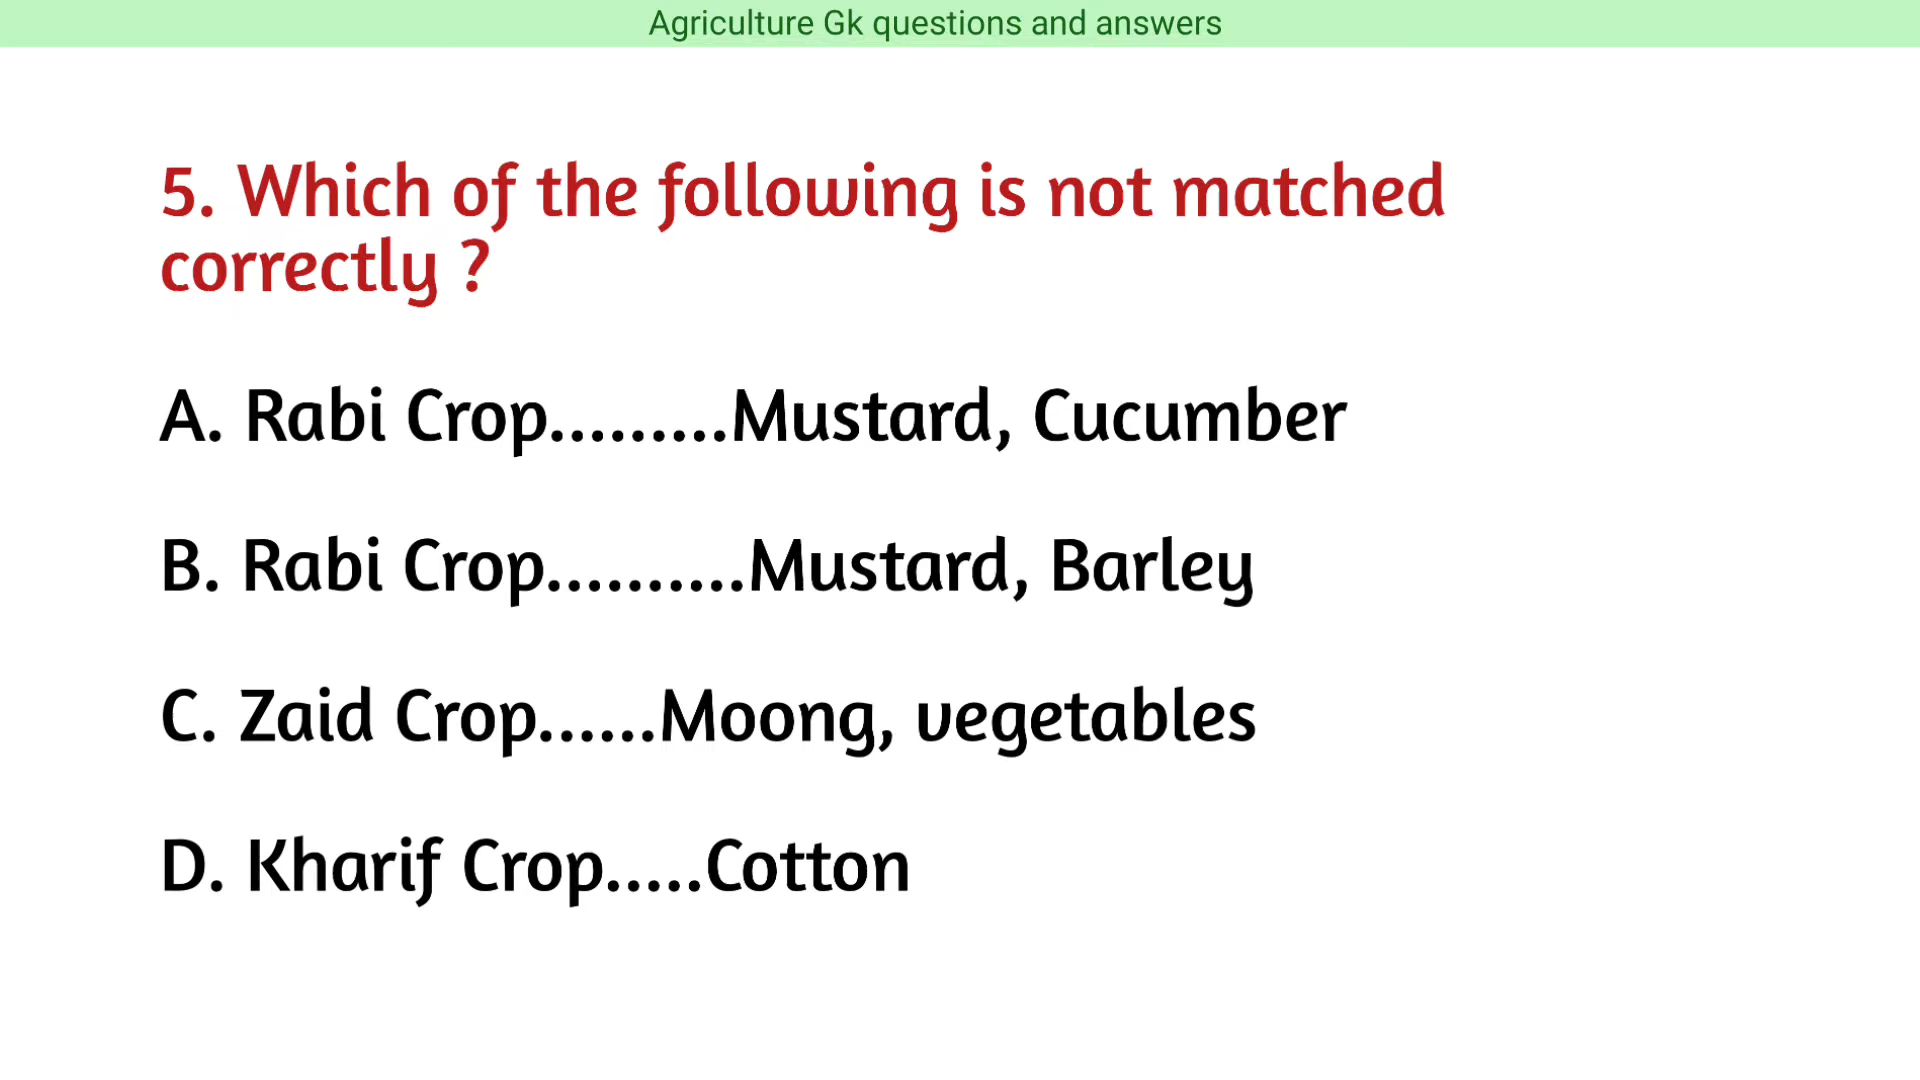 Agriculture Gk questions and answers
5. Which of the following is not matched
correctly ?
A. Rabi Crop.........Mustard, Cucumber
B. Rabi Crop..........Mustard, Barley
C. Zaid Crop......Moong, vegetables
D. Kharif Crop.....Cotton